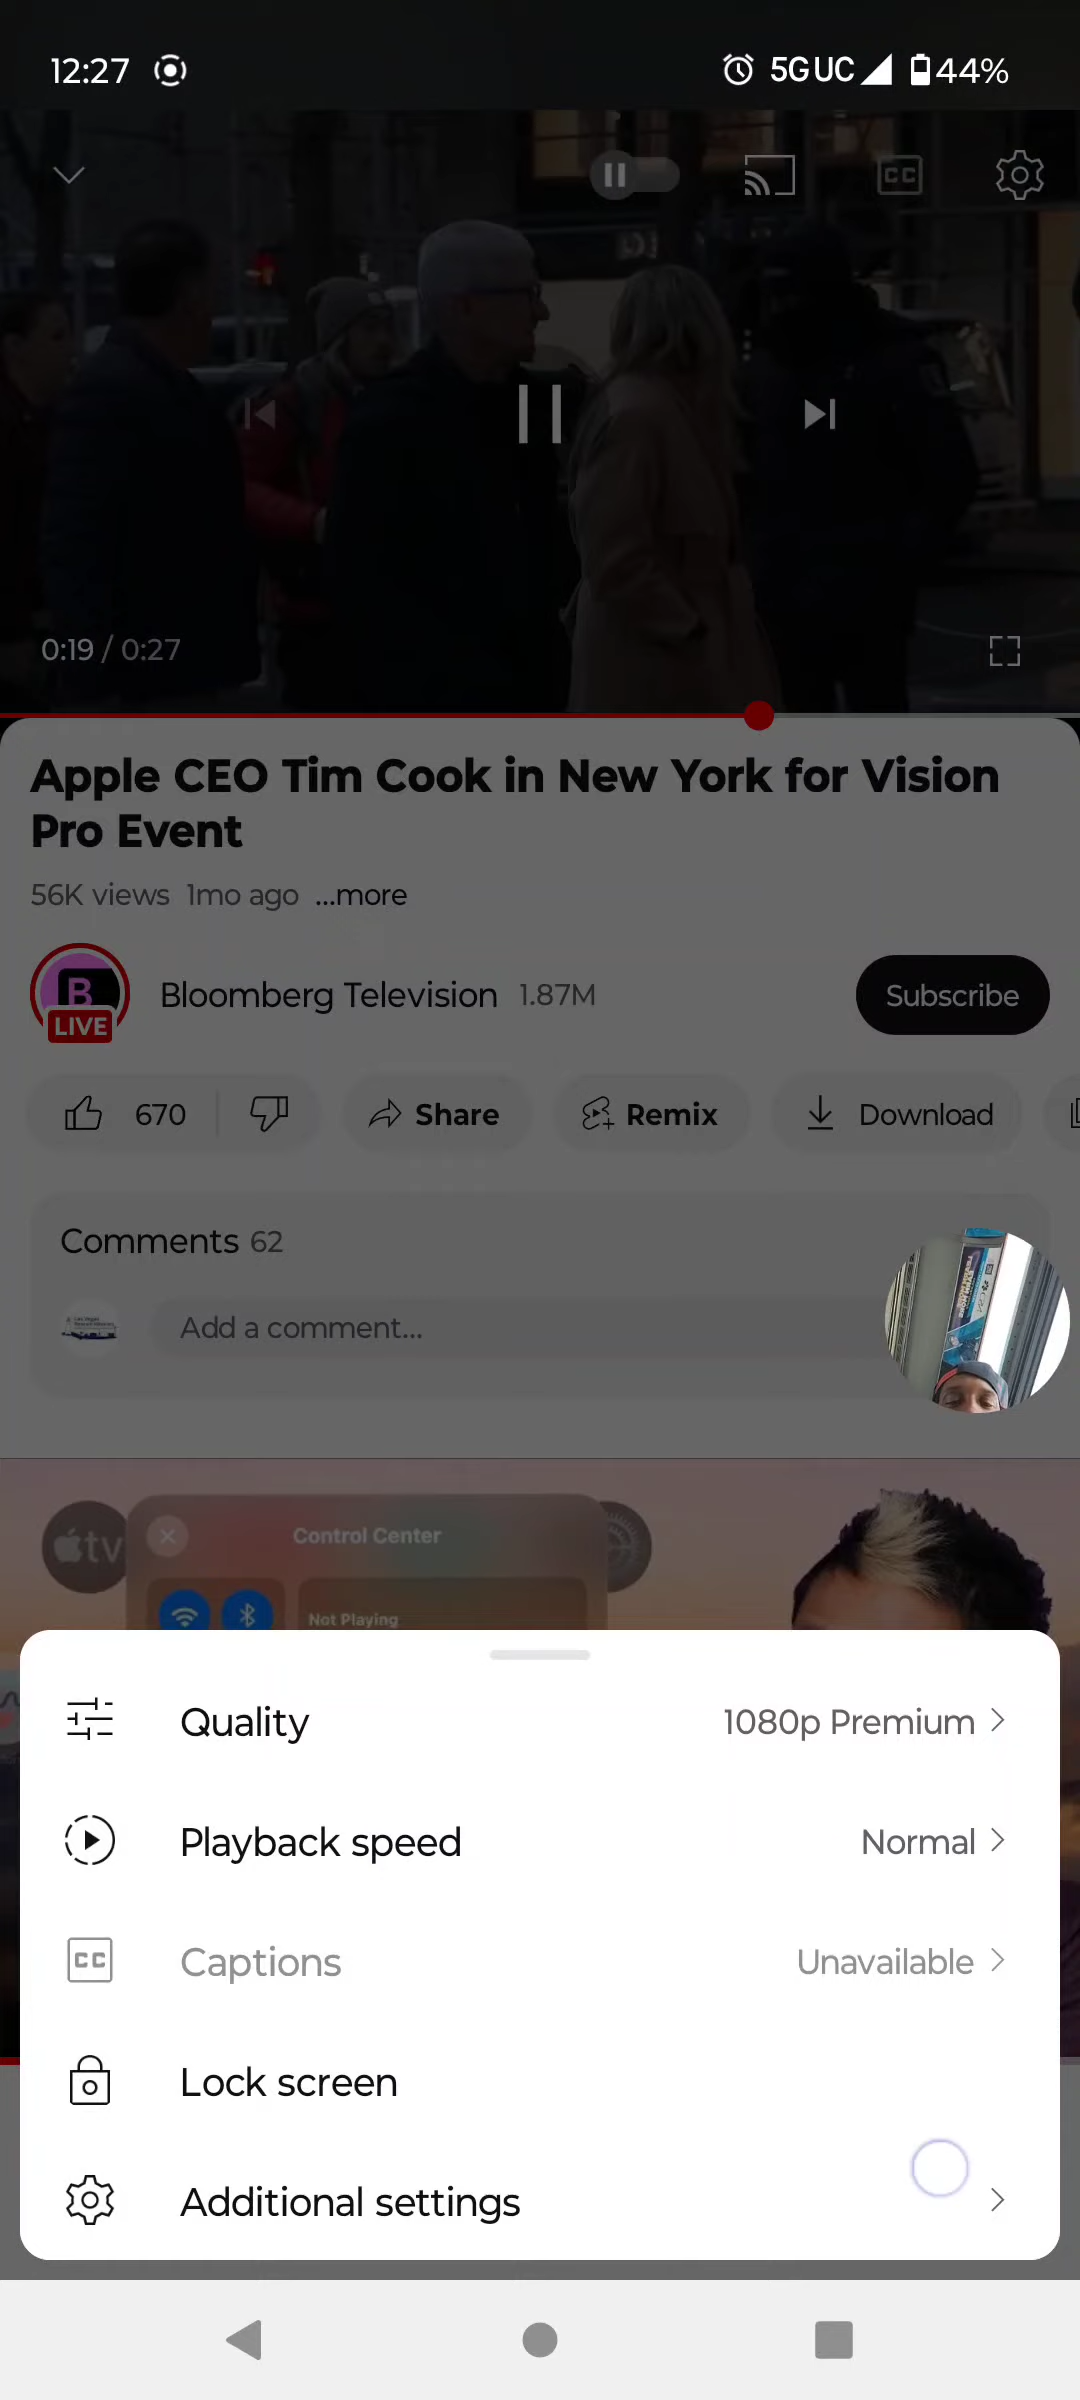 12:27
5G UC 44%
CC
0:19 / 0:27
Apple CEO Tim Cook in New York for Vision
Pro Event
56K views 1mo ago ...more
B
LIVE
Bloomberg Television 1.87M
Subscribe
670
Share
Remix
Download
Comments 62
Add a comment...
tv
Control Center
Not Playing
Quality
1080p Premium
Playback speed
Normal
CC
Captions
Unavailable
Lock screen
Additional settings